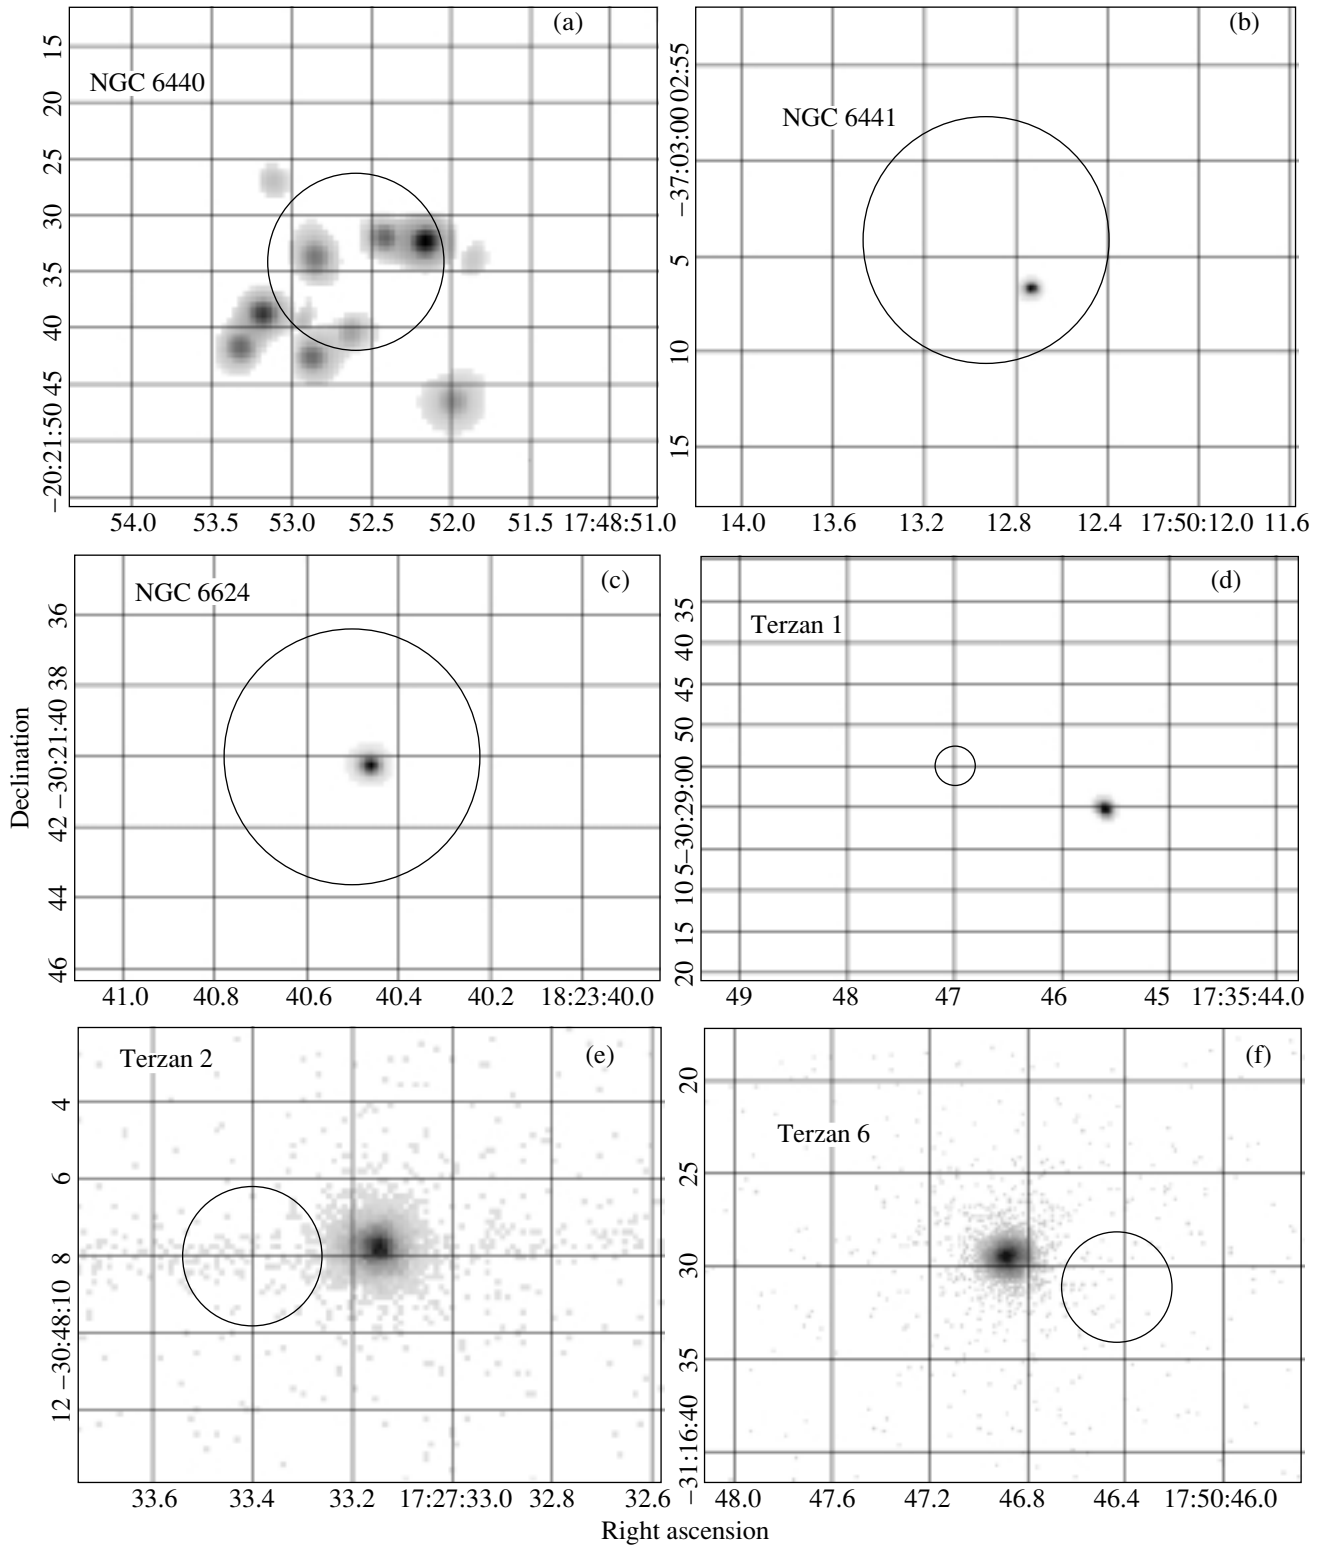 (a)
NGC 6440
15
20
25
30
35
40
−20:21:50 45
54.0 53.5 53.0 52.5 52.0 51.5 17:48:51.0
(b)
NGC 6441
−37:03:00 02:55
5
10
15
14.0 13.6 13.2 12.8 12.4 17:50:12.0 11.6
(c)
NGC 6624
36
−30:21:40 38
42
44
46
41.0 40.8 40.6 40.4 40.2 18:23:40.0
(d)
Terzan 1
35
40
45
50
10 5−30:29:00
15
20
49 48 47 46 45 17:35:44.0
(e)
Terzan 2
4
6
8
12 −30:48:10
33.6 33.4 33.2 17:27:33.0 32.8 32.6
(f)
Terzan 6
20
25
30
35
−31:16:40
48.0 47.6 47.2 46.8 46.4 17:50:46.0
Declination
Right ascension